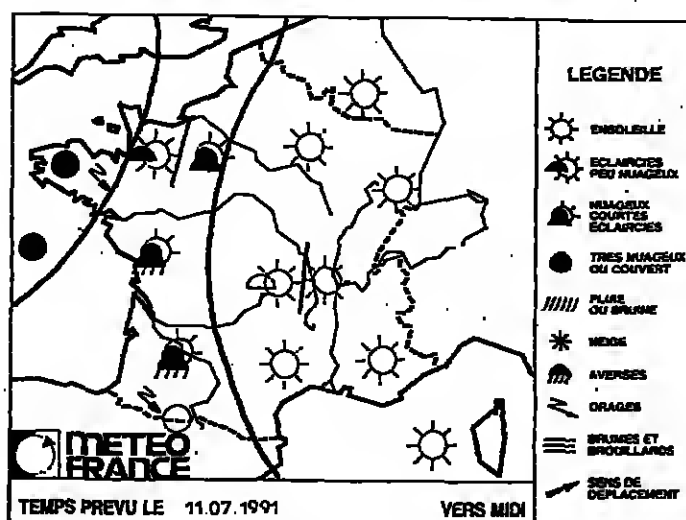 LEGENDE
ENSOLEILLE
ECLAIRCIES
PEU NUAGEUX
NUAGEUX
COURTES
ECLAIRCIES
TRES NUAGEUX
OU COUVERT
PLUIE
OU BRUINE
NEIGE
AVERSES
ORAGES
BRUMES ET
BROUILLARDS
SENS DE
DEPLACEMENT
METEO
FRANCE
TEMPS PREVU LE 11.07.1991 VERS MIDI